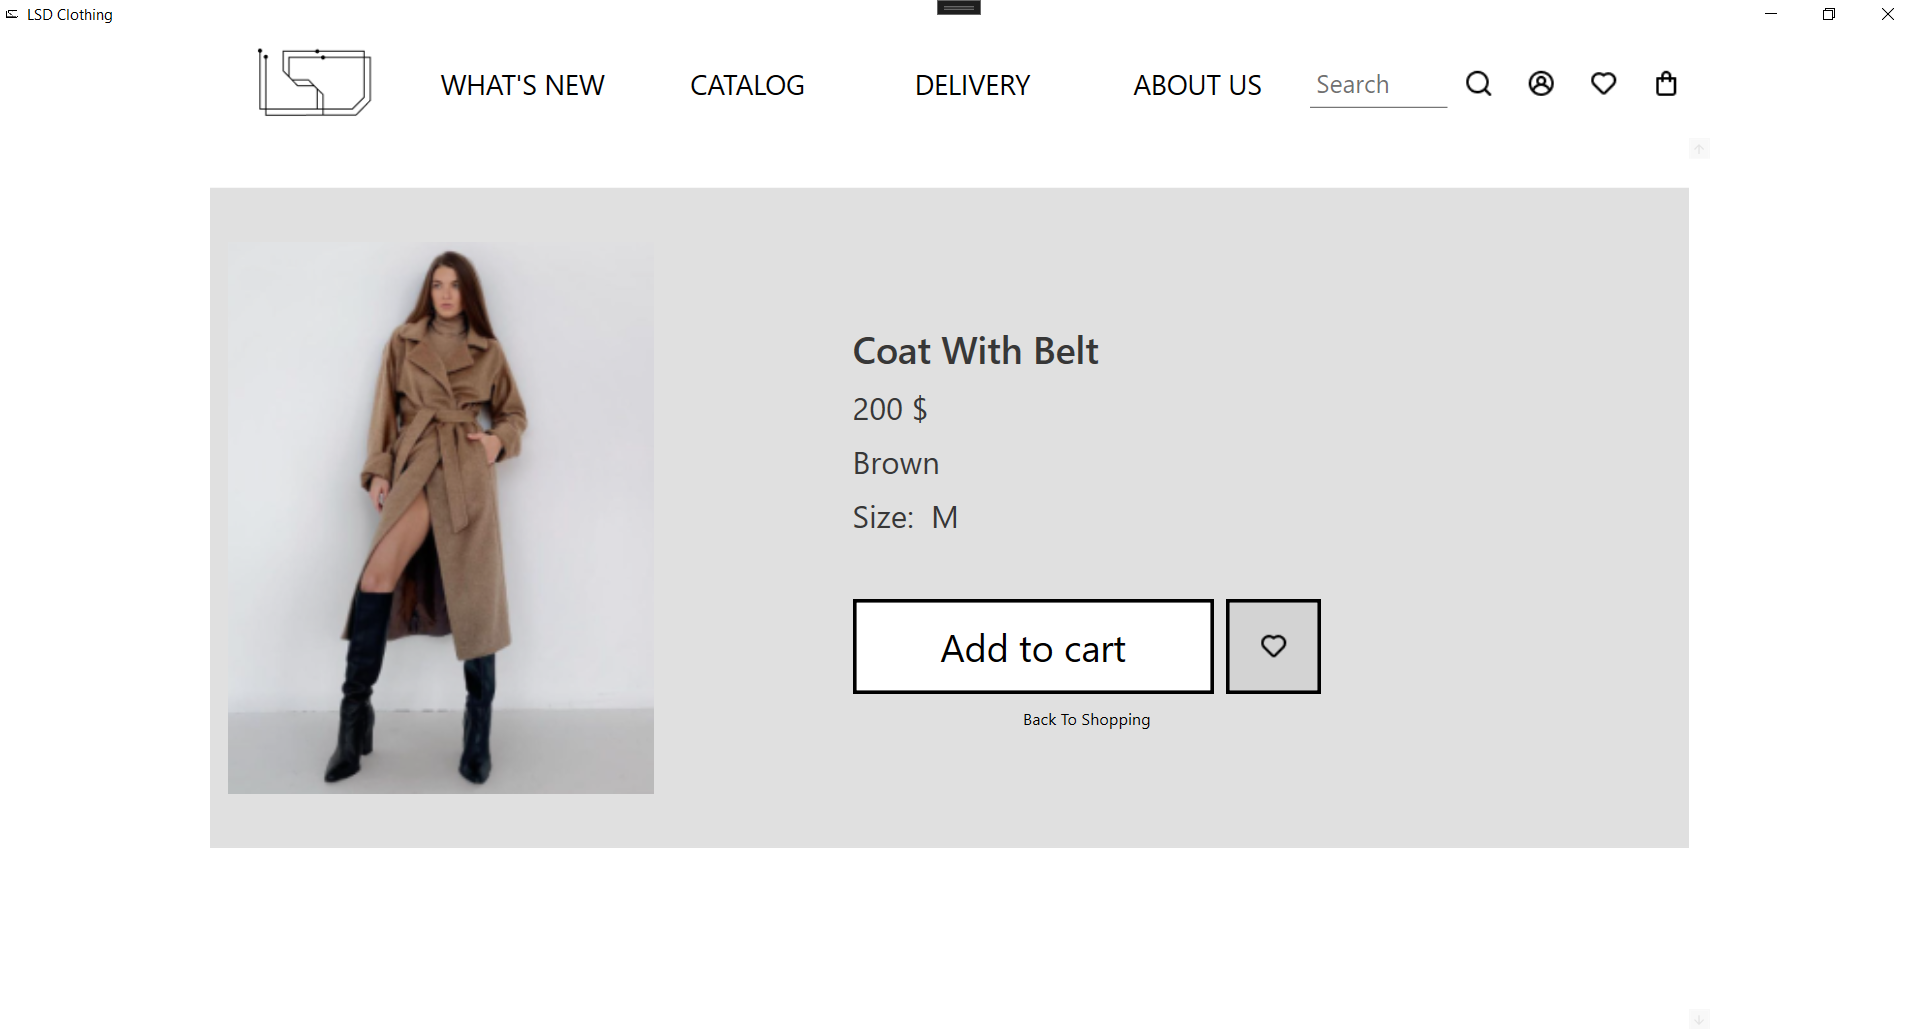 LSD Clothing
LSD
WHAT'S NEW
CATALOG
DELIVERY
ABOUT US
Search
Coat With Belt
200 $
Brown
Size: M
Add to cart
Back To Shopping